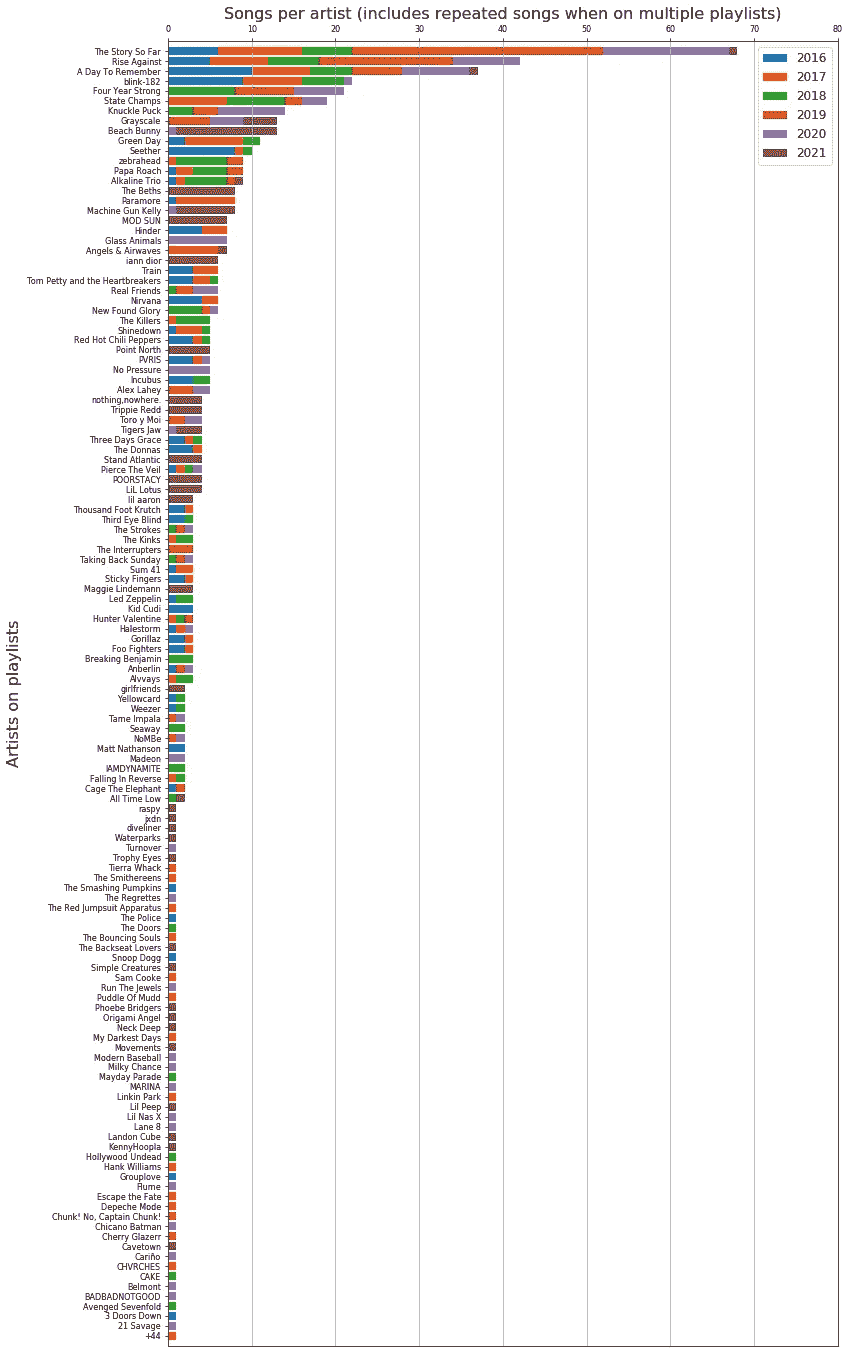 Songs per artist (includes repeated songs when on multiple playlists)
0 10 20 30 40 50 60 70 80
2016
2017
2018
2019
2020
2021
Artists on playlists
The Story So Far
Rise Against
A Day To Remember
blink-182
Four Year Strong
State Champs
Knuckle Puck
Grayscale
Beach Bunny
Green Day
Seether
zebrahead
Papa Roach
Alkaline Trio
The Beths
Paramore
Machine Gun Kelly
MOD SUN
Hinder
Glass Animals
Angels & Airwaves
iann dior
Train
Tom Petty and the Heartbreakers
Real Friends
Nirvana
New Found Glory
The Killers
Shinedown
Red Hot Chili Peppers
Point North
PVRIS
No Pressure
Incubus
Alex Lahey
nothing,nowhere.
Trippie Redd
Toro y Moi
Tigers Jaw
Three Days Grace
The Donnas
Stand Atlantic
Pierce The Veil
POORSTACY
LiL Lotus
lil aaron
Thousand Foot Krutch
Third Eye Blind
The Strokes
The Kinks
The Interrupters
Taking Back Sunday
Sum 41
Sticky Fingers
Maggie Lindemann
Led Zeppelin
Kid Cudi
Hunter Valentine
Halestorm
Gorillaz
Foo Fighters
Breaking Benjamin
Anberlin
Alvvays
girlfriends
Yellowcard
Weezer
Tame Impala
Seaway
NoMBe
Matt Nathanson
Madeon
IAMDYNAMITE
Falling In Reverse
Cage The Elephant
All Time Low
raspy
jxdn
diveliner
Waterparks
Turnover
Trophy Eyes
Tierra Whack
The Smithereens
The Smashing Pumpkins
The Regrettes
The Red Jumpsuit Apparatus
The Police
The Doors
The Bouncing Souls
The Backseat Lovers
Snoop Dogg
Simple Creatures
Sam Cooke
Run The Jewels
Puddle Of Mudd
Phoebe Bridgers
Origami Angel
Neck Deep
My Darkest Days
Movements
Modern Baseball
Milky Chance
Mayday Parade
MARINA
Linkin Park
Lil Peep
Lil Nas X
Lane 8
Landon Cube
KennyHoopla
Hollywood Undead
Hank Williams
Grouplove
Flume
Escape the Fate
Depeche Mode
Chunk! No, Captain Chunk!
Chicano Batman
Cherry Glazerr
Cavetown
Cariño
CHVRCHES
CAKE
Belmont
BADBADNOTGOOD
Avenged Sevenfold
3 Doors Down
21 Savage
+44